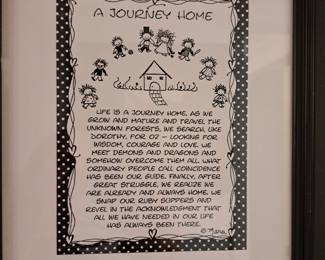 A JOURNEY HOME
LIFE IS A JOURNEY HOME. AS WE
GROW AND MATURE AND TRAVEL THE
UNKNOWN FORESTS, WE SEARCH, LIKE
DOROTHY, FOR OZ - LOOKING FOR
WISDOM, COURAGE AND LOVE. WE
MEET DEMONS AND DRAGONS AND
SOMEHOW OVERCOME THEM ALL. WHAT
ORDINARY PEOPLE CALL COINCIDENCE
HAS BEEN OUR GUIDE. FINALLY, AFTER
GREAT STRUGGLE, WE REALIZE WE
ARE ALREADY AND ALWAYS HOME. WE
SNAP OUR RUBY SLIPPERS AND
REVEL IN THE ACKNOWLEDGMENT THAT
ALL WE HAVE NEEDED IN OUR LIFE
HAS ALWAYS BEEN THERE.
© Mara